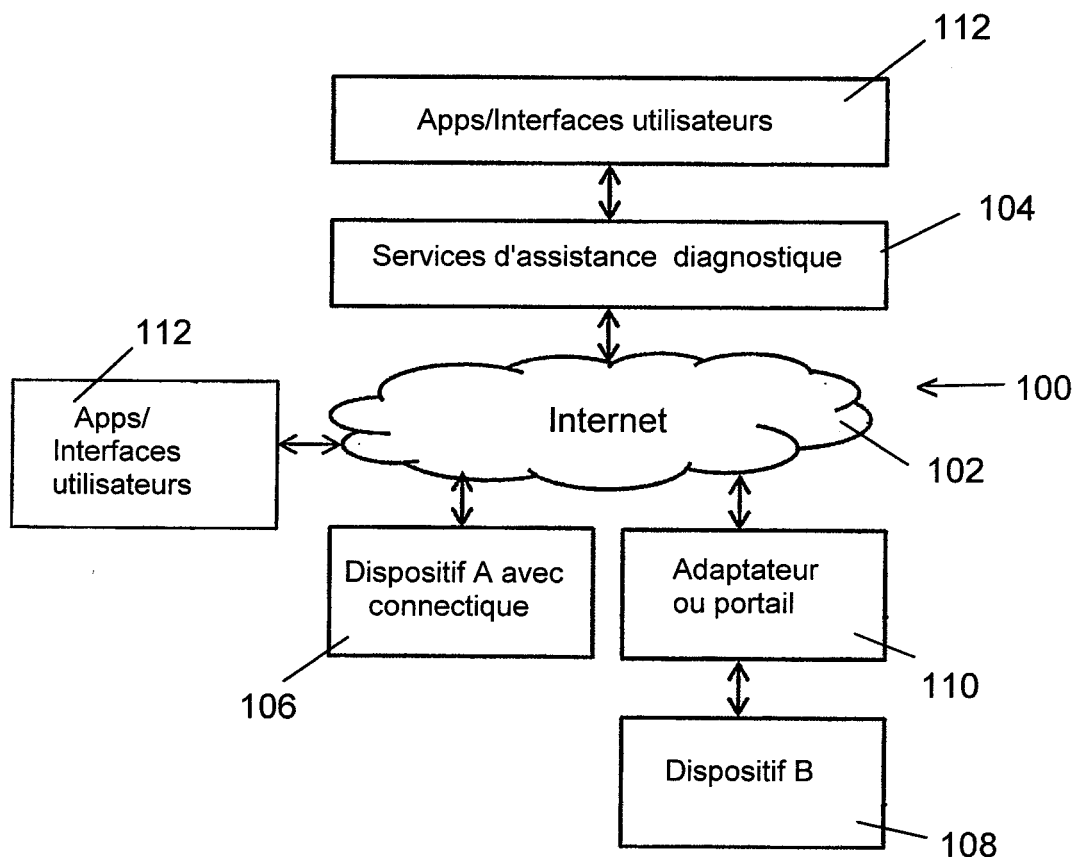 112
Apps/Interfaces utilisateurs
104
Services d'assistance diagnostique
112
Apps/
Interfaces
utilisateurs
Internet
100
102
Dispositif A avec
connectique
106
Adaptateur
ou portail
110
Dispositif B
108